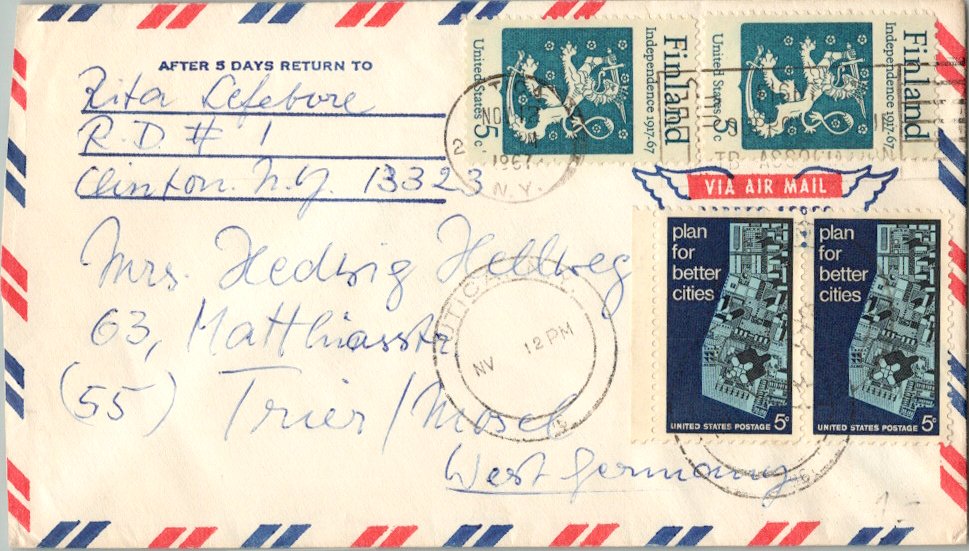 AFTER 5 DAYS RETURN TO
Rita Lefebvre
R.D. # 1
Clinton. N.Y. 13323
Finland
Independence 1917-67
United States 5c
Finland
Independence 1917-67
United States 5c
1967
N.Y.
VIA AIR MAIL
plan
for
better
cities
UNITED STATES POSTAGE 5c
plan
for
better
cities
UNITED STATES POSTAGE 5c
Mrs. Hedwig Hellweg
63, Matthiasstr
(55) Trier/Mosel
West Germany
UTICA
NV 12 PM